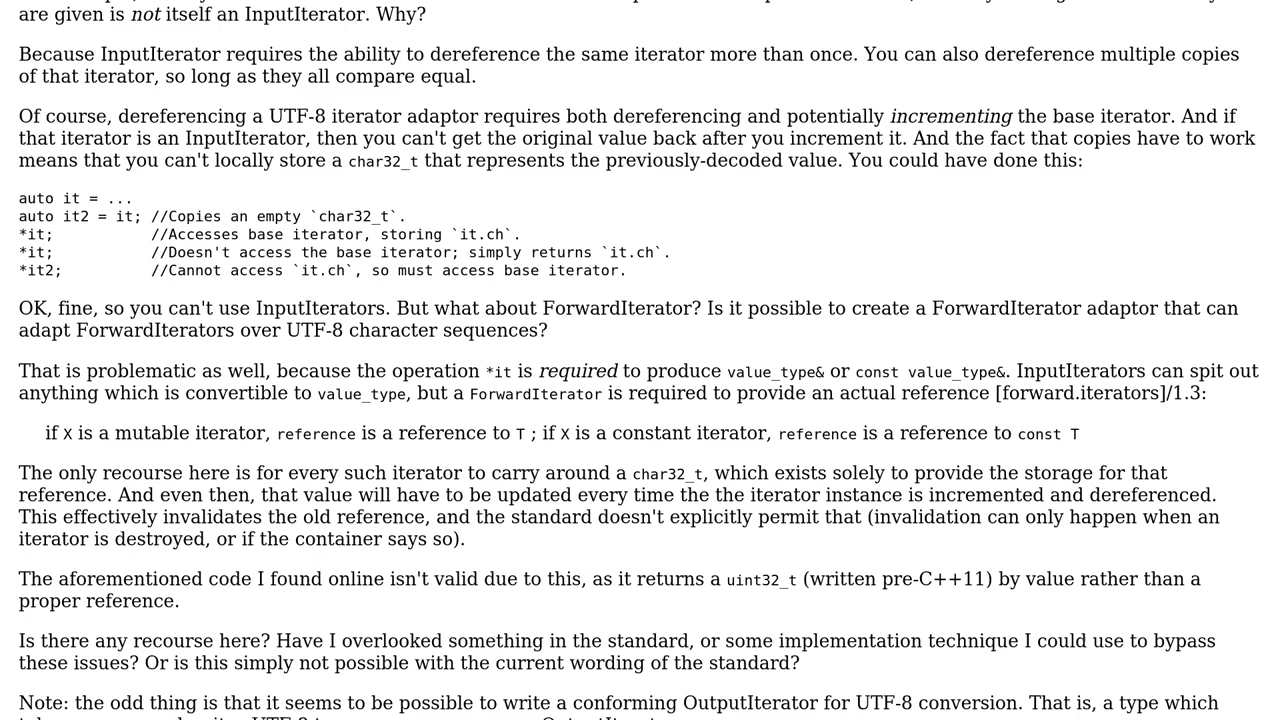 are given is not itself an InputIterator. Why?
Because InputIterator requires the ability to dereference the same iterator more than once. You can also dereference multiple copies
of that iterator, so long as they all compare equal.
Of course, dereferencing a UTF-8 iterator adaptor requires both dereferencing and potentially incrementing the base iterator. And if
that iterator is an InputIterator, then you can't get the original value back after you increment it. And the fact that copies have to work
means that you can't locally store a char32_t that represents the previously-decoded value. You could have done this:
auto it = ...
auto it2 = it; //Copies an empty `char32_t`.
*it;           //Accesses base iterator, storing `it.ch`.
*it;           //Doesn't access the base iterator; simply returns `it.ch`.
*it2;          //Cannot access `it.ch`, so must access base iterator.
OK, fine, so you can't use InputIterators. But what about ForwardIterator? Is it possible to create a ForwardIterator adaptor that can
adapt ForwardIterators over UTF-8 character sequences?
That is problematic as well, because the operation *it is required to produce value_type& or const value_type&. InputIterators can spit out
anything which is convertible to value_type, but a ForwardIterator is required to provide an actual reference [forward.iterators]/1.3:
if X is a mutable iterator, reference is a reference to T ; if X is a constant iterator, reference is a reference to const T
The only recourse here is for every such iterator to carry around a char32_t, which exists solely to provide the storage for that
reference. And even then, that value will have to be updated every time the the iterator instance is incremented and dereferenced.
This effectively invalidates the old reference, and the standard doesn't explicitly permit that (invalidation can only happen when an
iterator is destroyed, or if the container says so).
The aforementioned code I found online isn't valid due to this, as it returns a uint32_t (written pre-C++11) by value rather than a
proper reference.
Is there any recourse here? Have I overlooked something in the standard, or some implementation technique I could use to bypass
these issues? Or is this simply not possible with the current wording of the standard?
Note: the odd thing is that it seems to be possible to write a conforming OutputIterator for UTF-8 conversion. That is, a type which